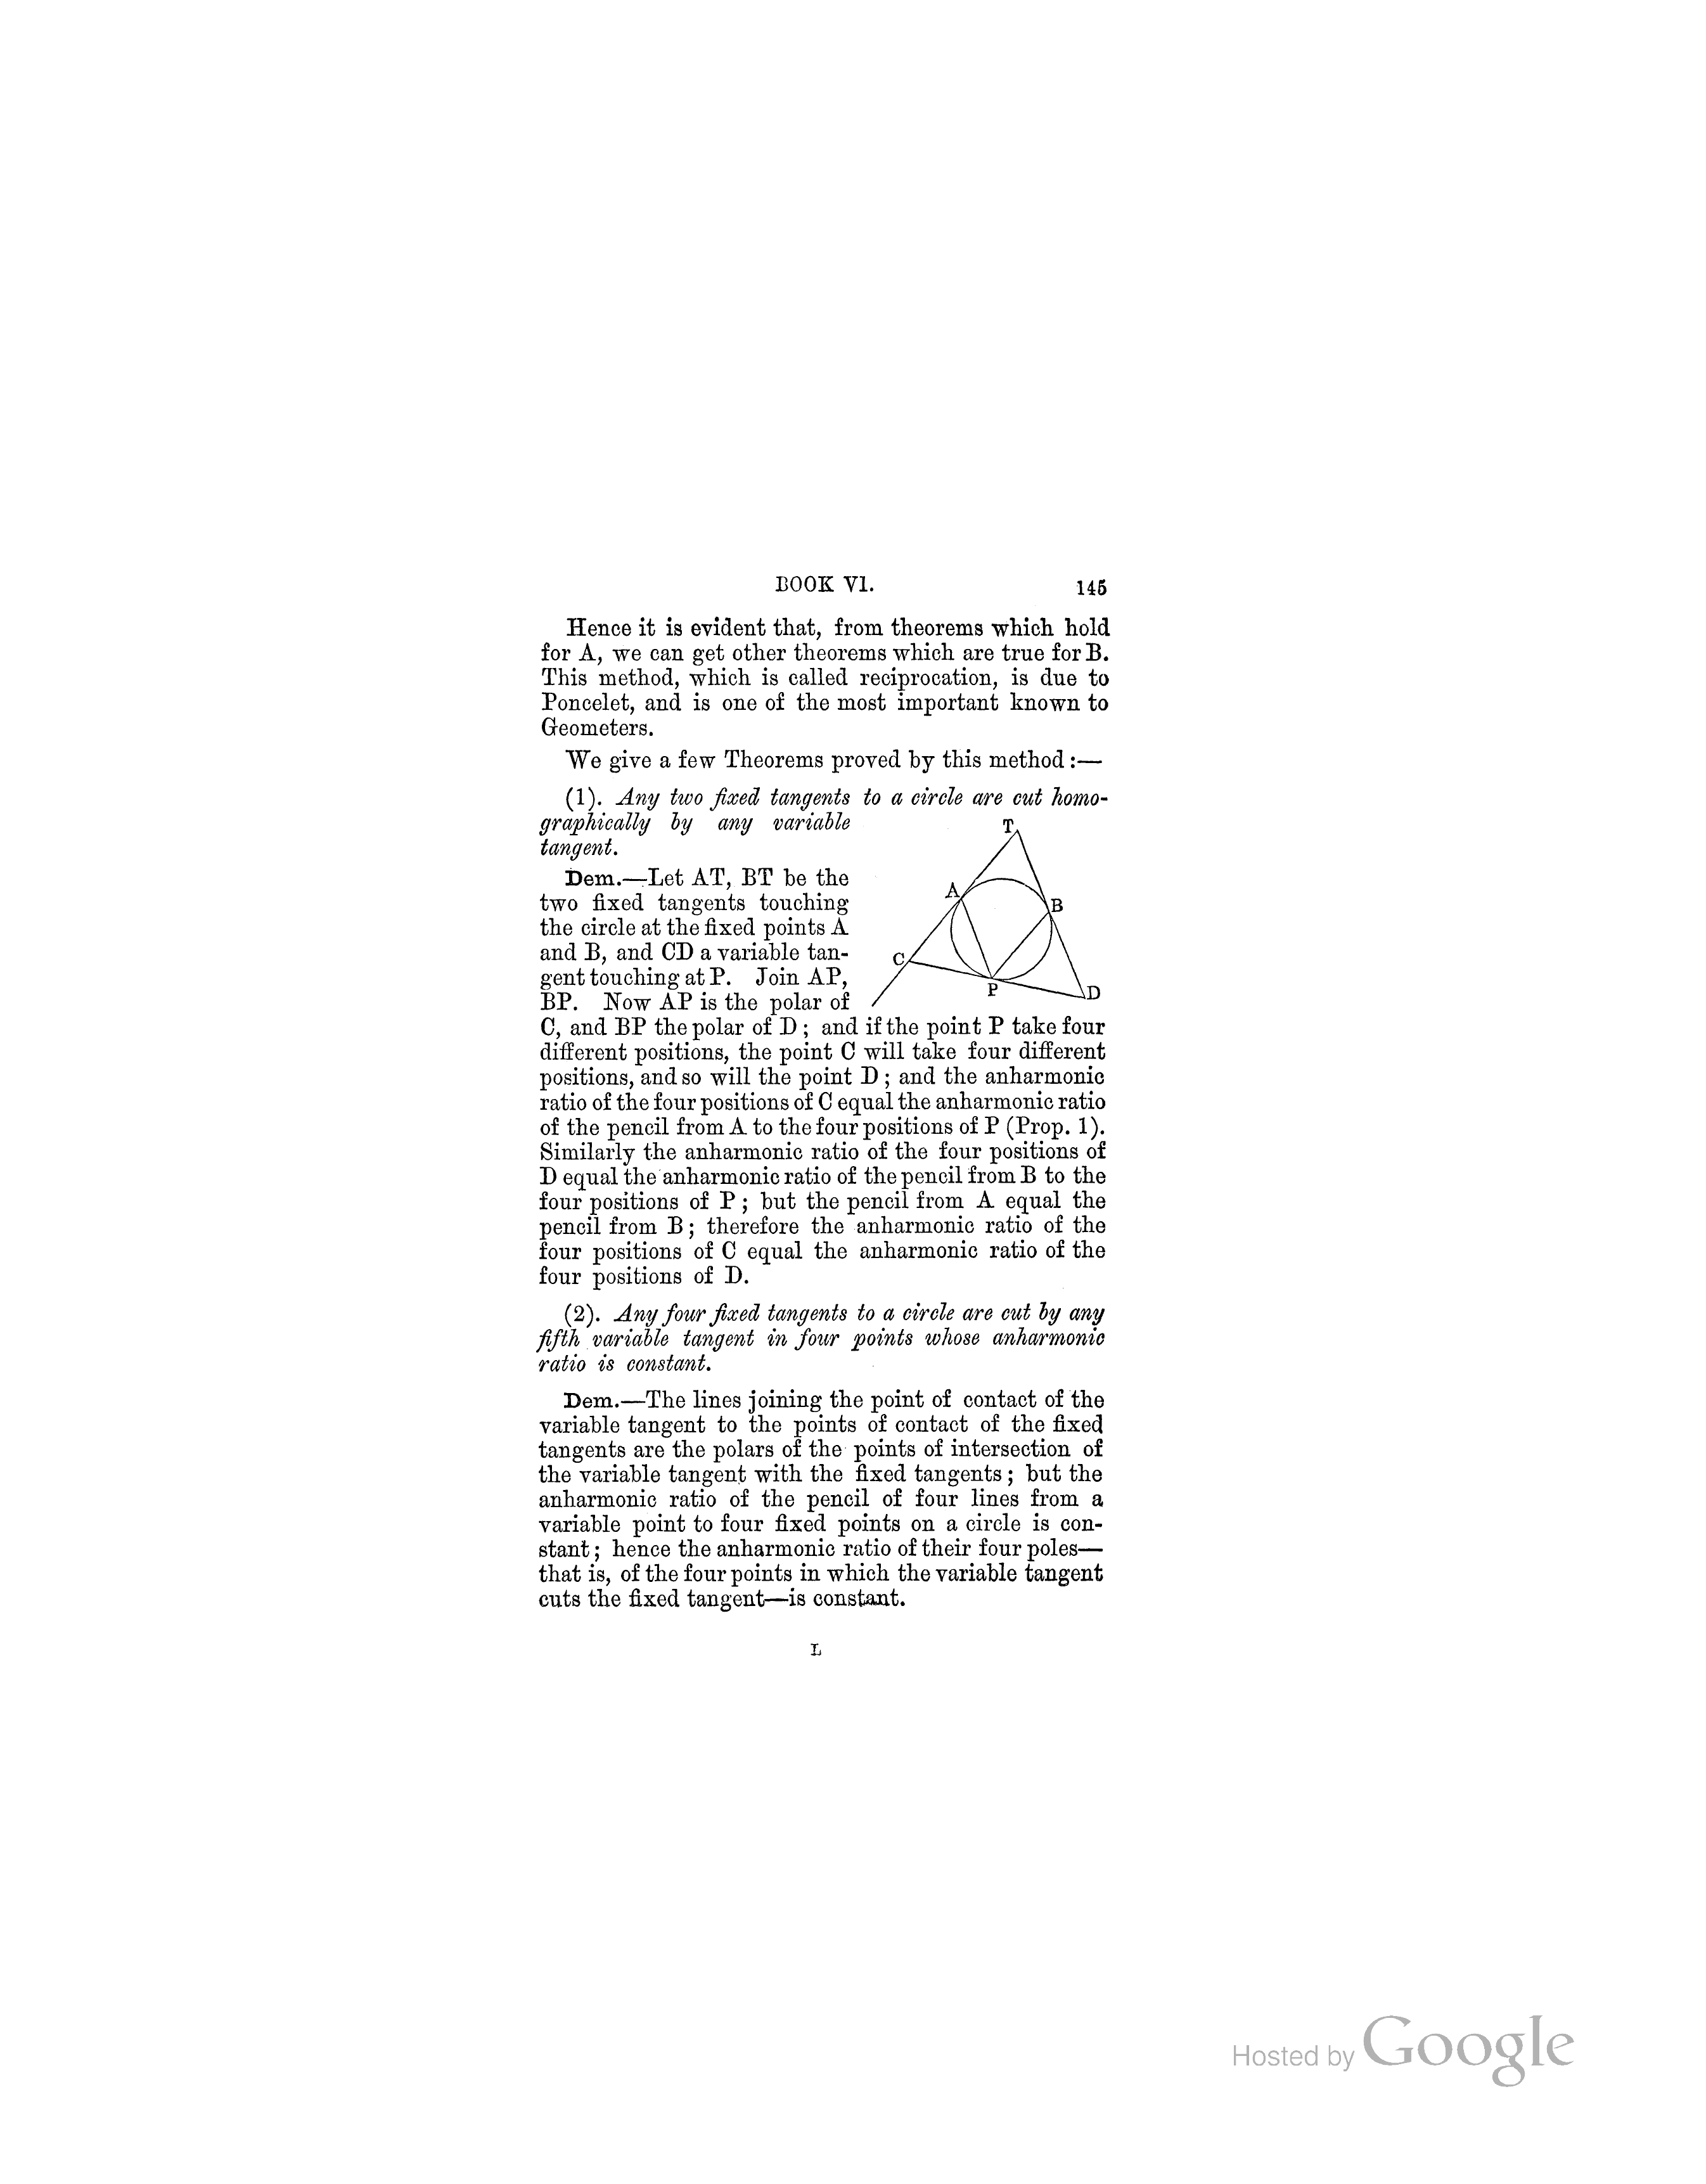 BOOK VI.
145
Hence it is evident that, from theorems which hold
for A, we can get other theorems which are true for B.
This method, which is called reciprocation, is due to
Poncelet, and is one of the most important known to
Geometers.
We give a few Theorems proved by this method:—
(1). Any two fixed tangents to a circle are cut homo-
graphically by any variable
tangent.
Dem.—Let AT, BT be the
two fixed tangents touching
the circle at the fixed points A
and B, and CD a variable tan-
gent touching at P. Join AP,
BP. Now AP is the polar of
T
A
B
C
P
D
C, and BP the polar of D; and if the point P take four
different positions, the point C will take four different
positions, and so will the point D; and the anharmonic
ratio of the four positions of C equal the anharmonic ratio
of the pencil from A to the four positions of P (Prop. 1).
Similarly the anharmonic ratio of the four positions of
D equal the anharmonic ratio of the pencil from B to the
four positions of P; but the pencil from A equal the
pencil from B; therefore the anharmonic ratio of the
four positions of C equal the anharmonic ratio of the
four positions of D.
(2). Any four fixed tangents to a circle are cut by any
fifth variable tangent in four points whose anharmonic
ratio is constant.
Dem.—The lines joining the point of contact of the
variable tangent to the points of contact of the fixed
tangents are the polars of the points of intersection of
the variable tangent with the fixed tangents; but the
anharmonic ratio of the pencil of four lines from a
variable point to four fixed points on a circle is con-
stant; hence the anharmonic ratio of their four poles—
that is, of the four points in which the variable tangent
cuts the fixed tangent—is constant.
L
Hosted by Google